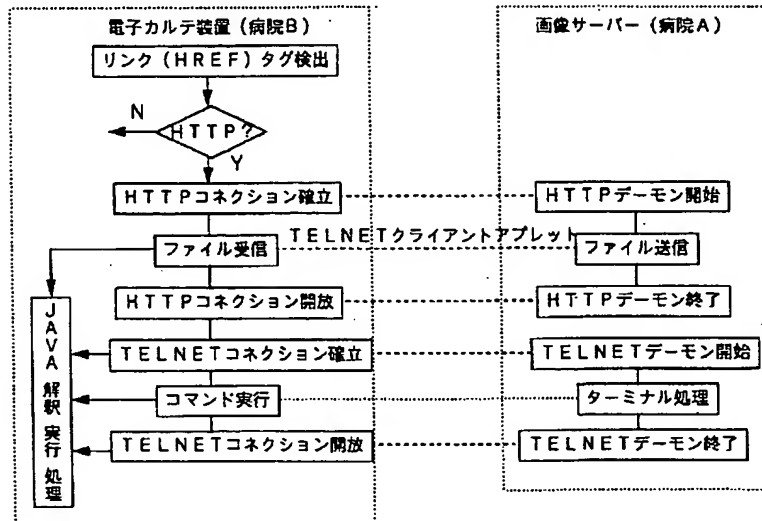 電子カルテ装置（病院B）
画像サーバー（病院A）
リンク（HREF）タグ検出
N
HTTP?
Y
HTTPコネクション確立
HTTPデーモン開始
TELNETクライアントアプレット
ファイル受信
ファイル送信
HTTPコネクション開放
HTTPデーモン終了
JAVA解釈実行処理
TELNETコネクション確立
TELNETデーモン開始
コマンド実行
ターミナル処理
TELNETコネクション開放
TELNETデーモン終了